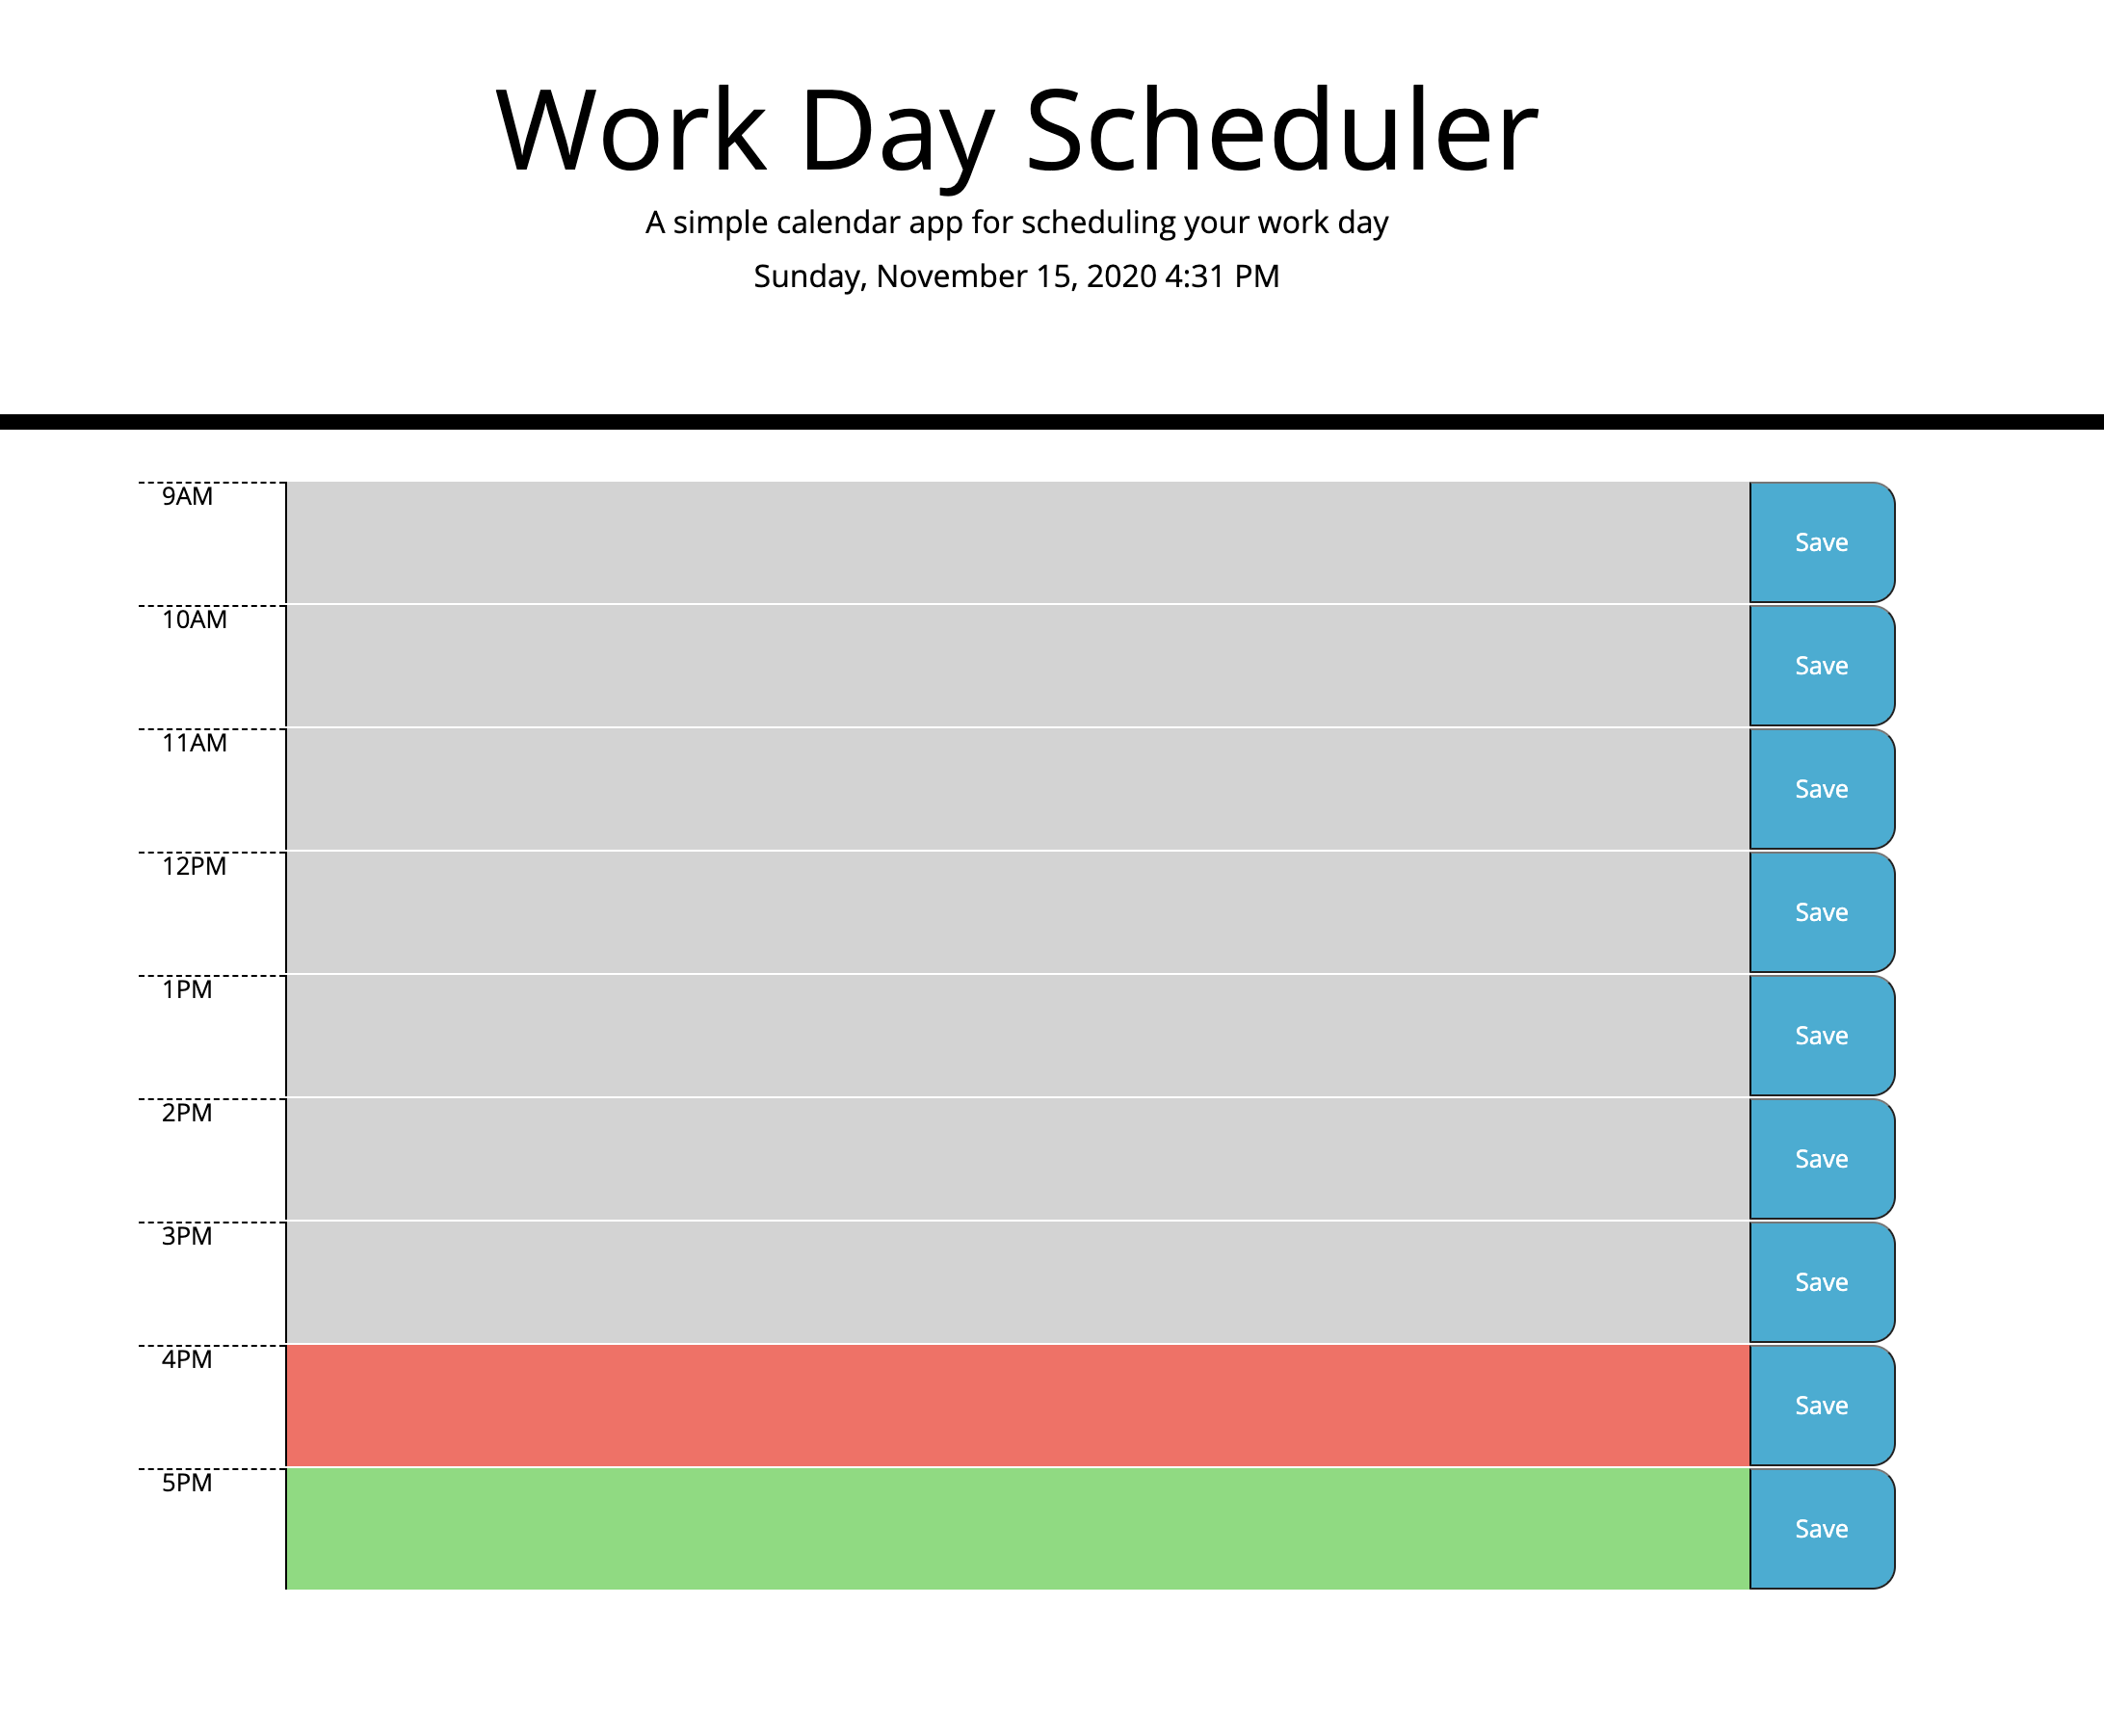 Work Day Scheduler
A simple calendar app for scheduling your work day
Sunday, November 15, 2020 4:31 PM
9AM
Save
10AM
Save
11AM
Save
12PM
Save
1PM
Save
2PM
Save
3PM
Save
4PM
Save
5PM
Save